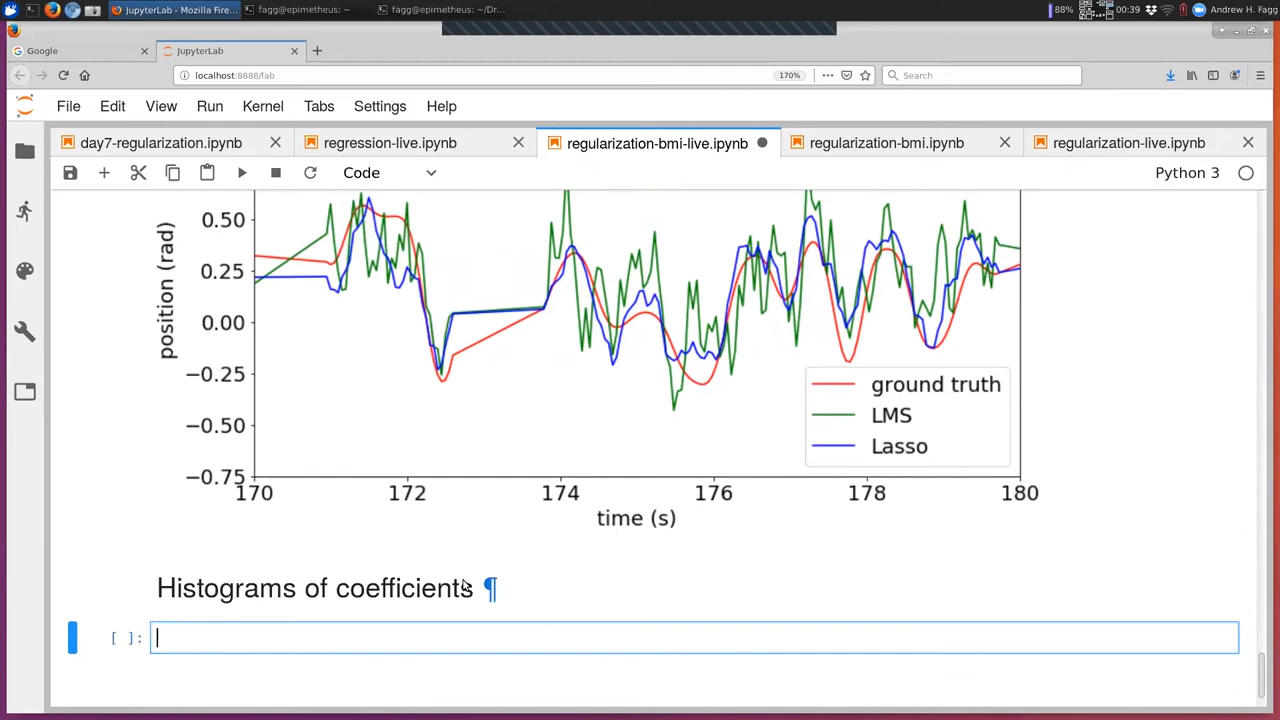 JupyterLab - Mozilla Fire...
fagg@epimetheus: ~
fagg@epimetheus: ~/Dr...
88%
00:39
Andrew H. Fagg
Google
JupyterLab
localhost:8888/lab
170%
Search
File Edit View Run Kernel Tabs Settings Help
day7-regularization.ipynb
regression-live.ipynb
regularization-bmi-live.ipynb
regularization-bmi.ipynb
regularization-live.ipynb
Code
Python 3
position (rad)
0.50
0.25
0.00
−0.25
−0.50
−0.75
170 172 174 176 178 180
time (s)
ground truth
LMS
Lasso
Histograms of coefficients ¶
[ ]: